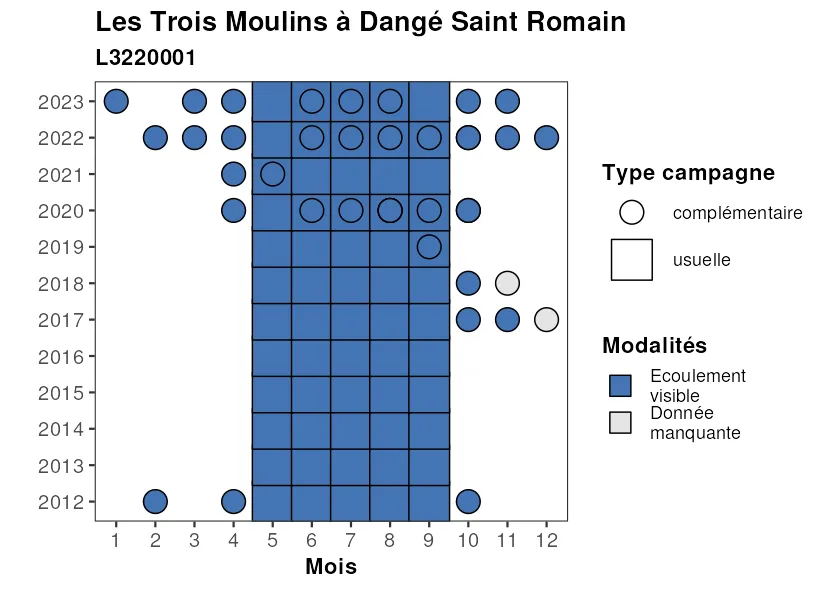 Les Trois Moulins à Dangé Saint Romain
L3220001
2023
2022
2021
2020
2019
2018
2017
2016
2015
2014
2013
2012
1 2 3 4 5 6 7 8 9 10 11 12
Mois
Type campagne
complémentaire
usuelle
Modalités
Ecoulement
visible
Donnée
manquante